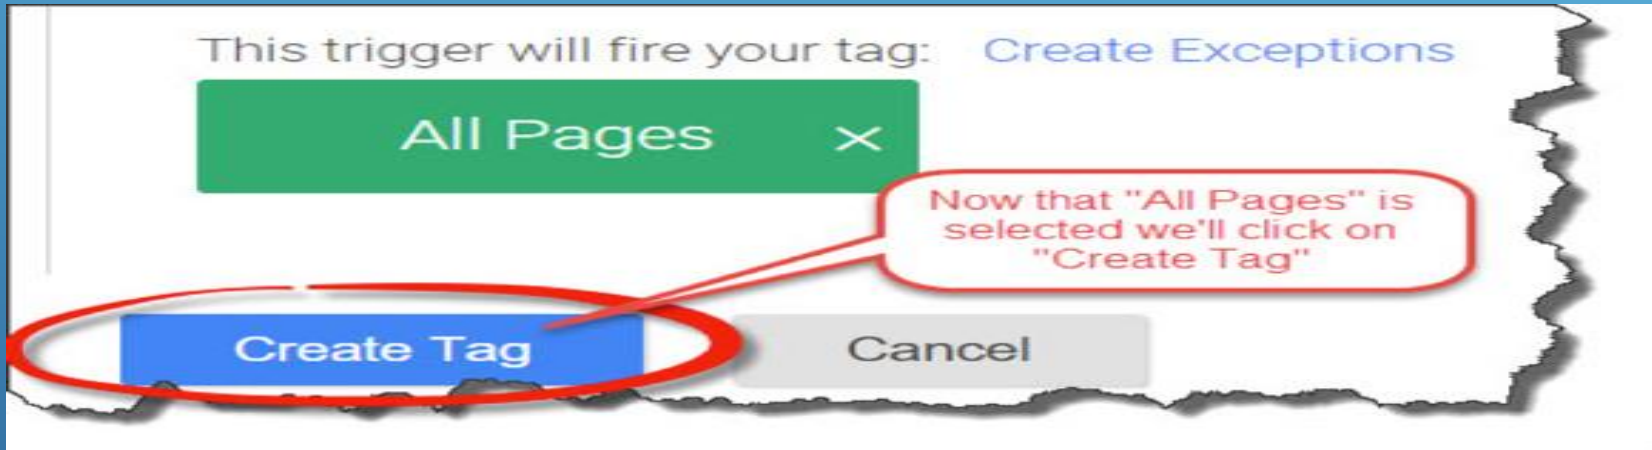 This trigger will fire your tag: Create Exceptions
All Pages ×
Now that "All Pages" is
selected we'll click on
"Create Tag"
Create Tag
Cancel